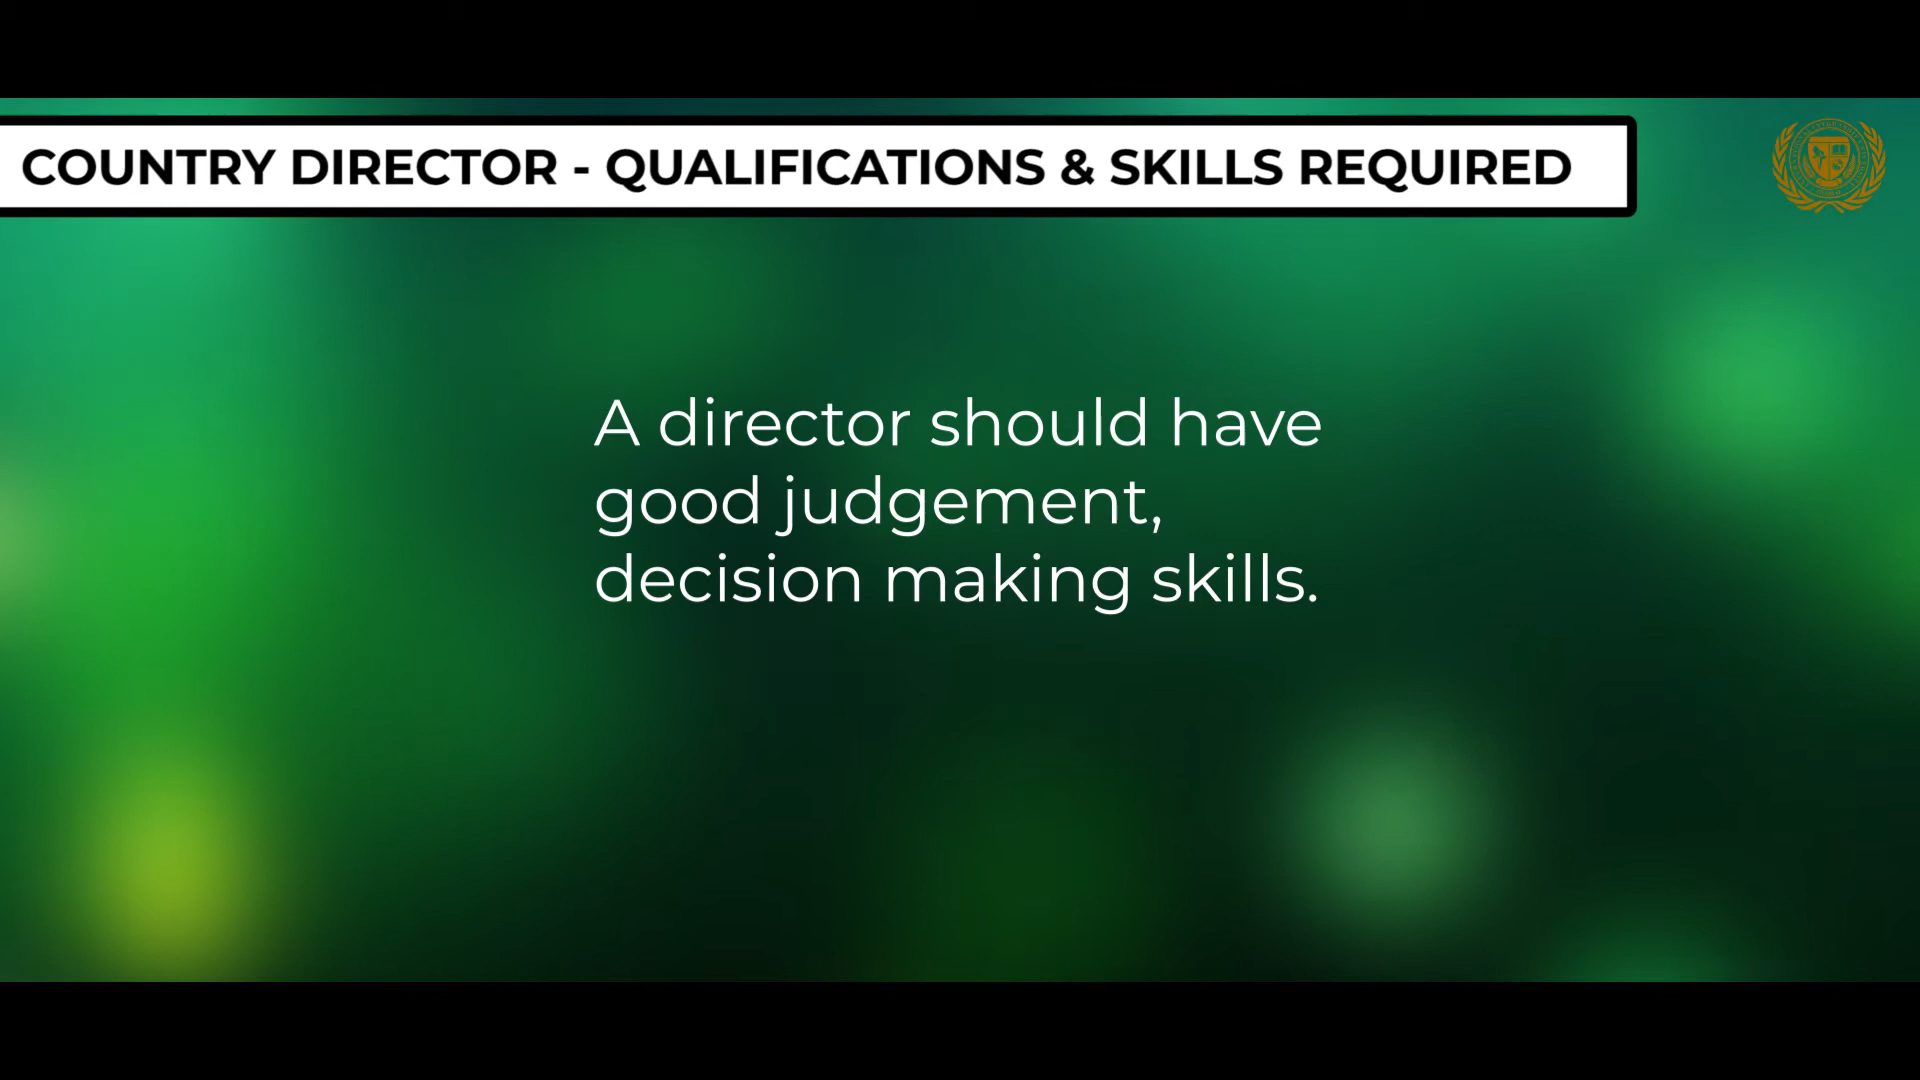 COUNTRY DIRECTOR - QUALIFICATIONS & SKILLS REQUIRED
A director should have
good judgement,
decision making skills.